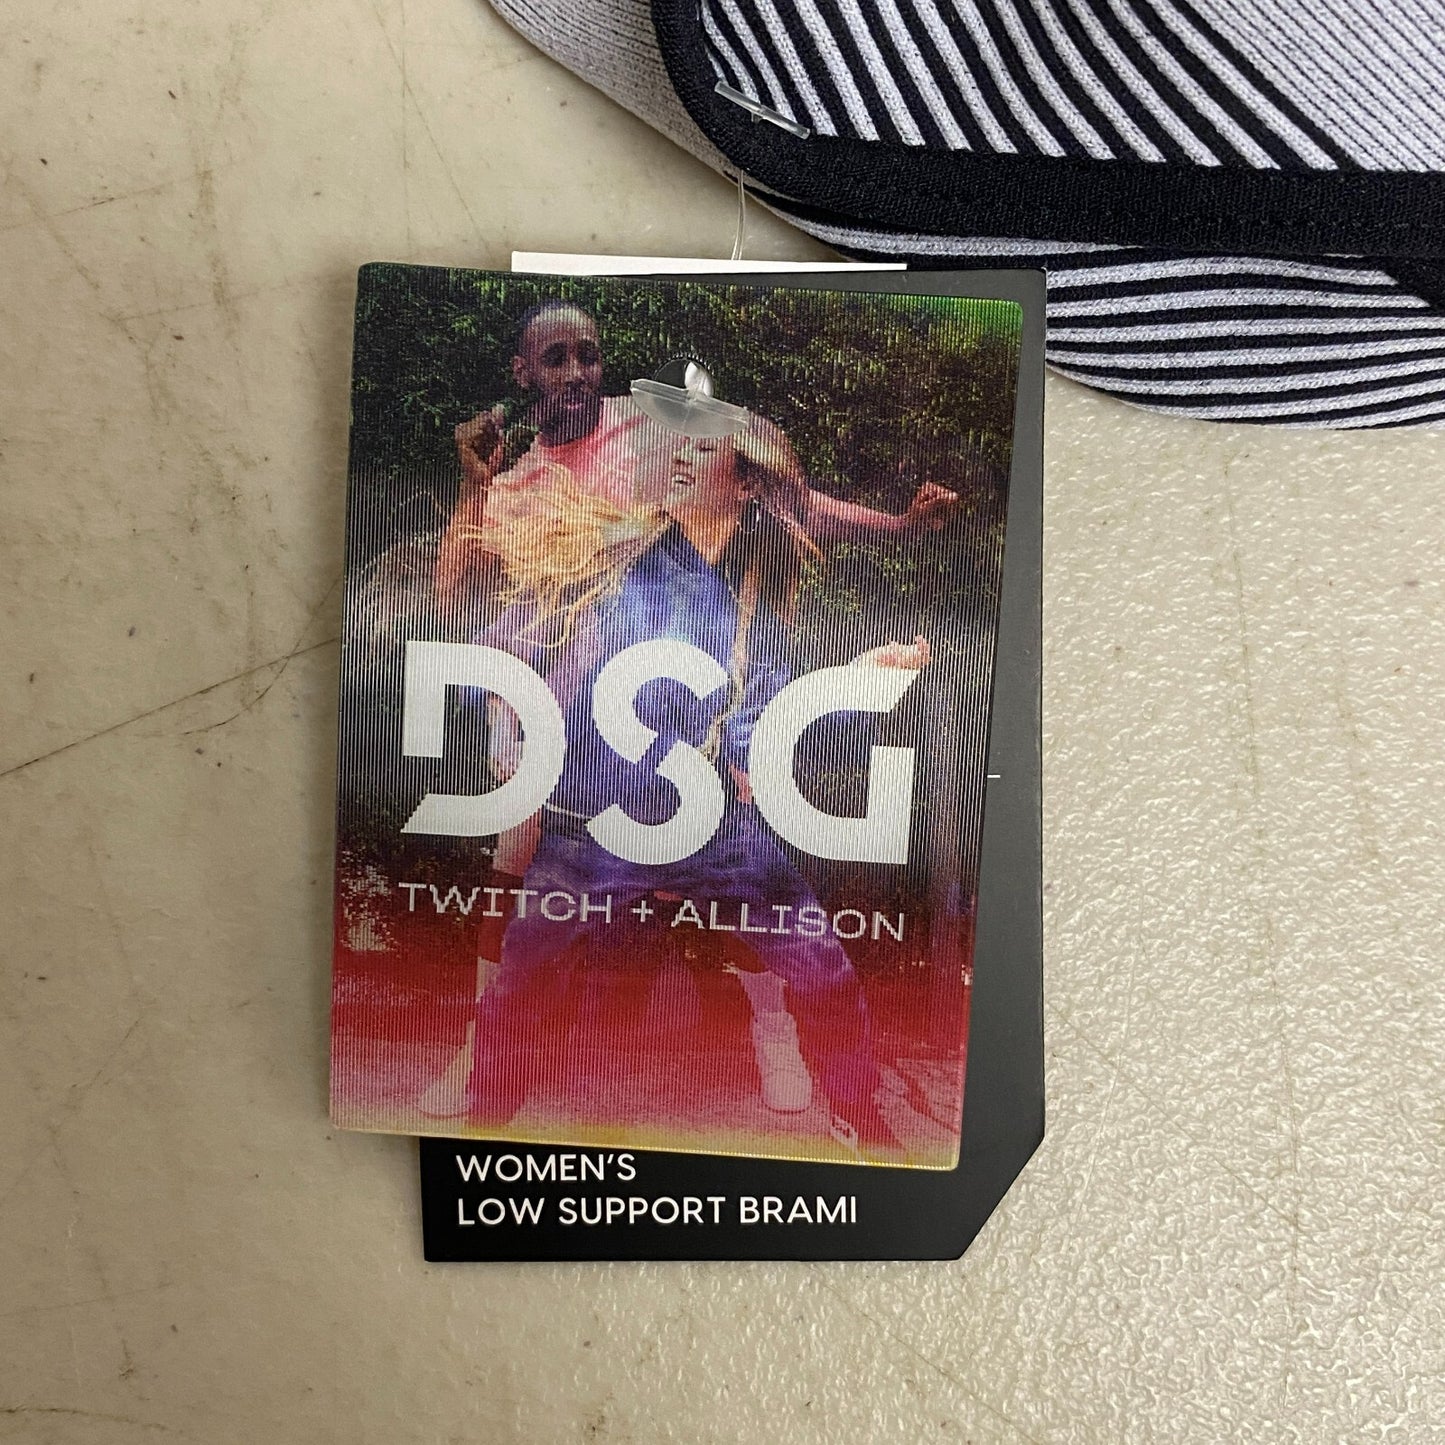 DSG
TWITCH + ALLISON
WOMEN'S
LOW SUPPORT BRAMI